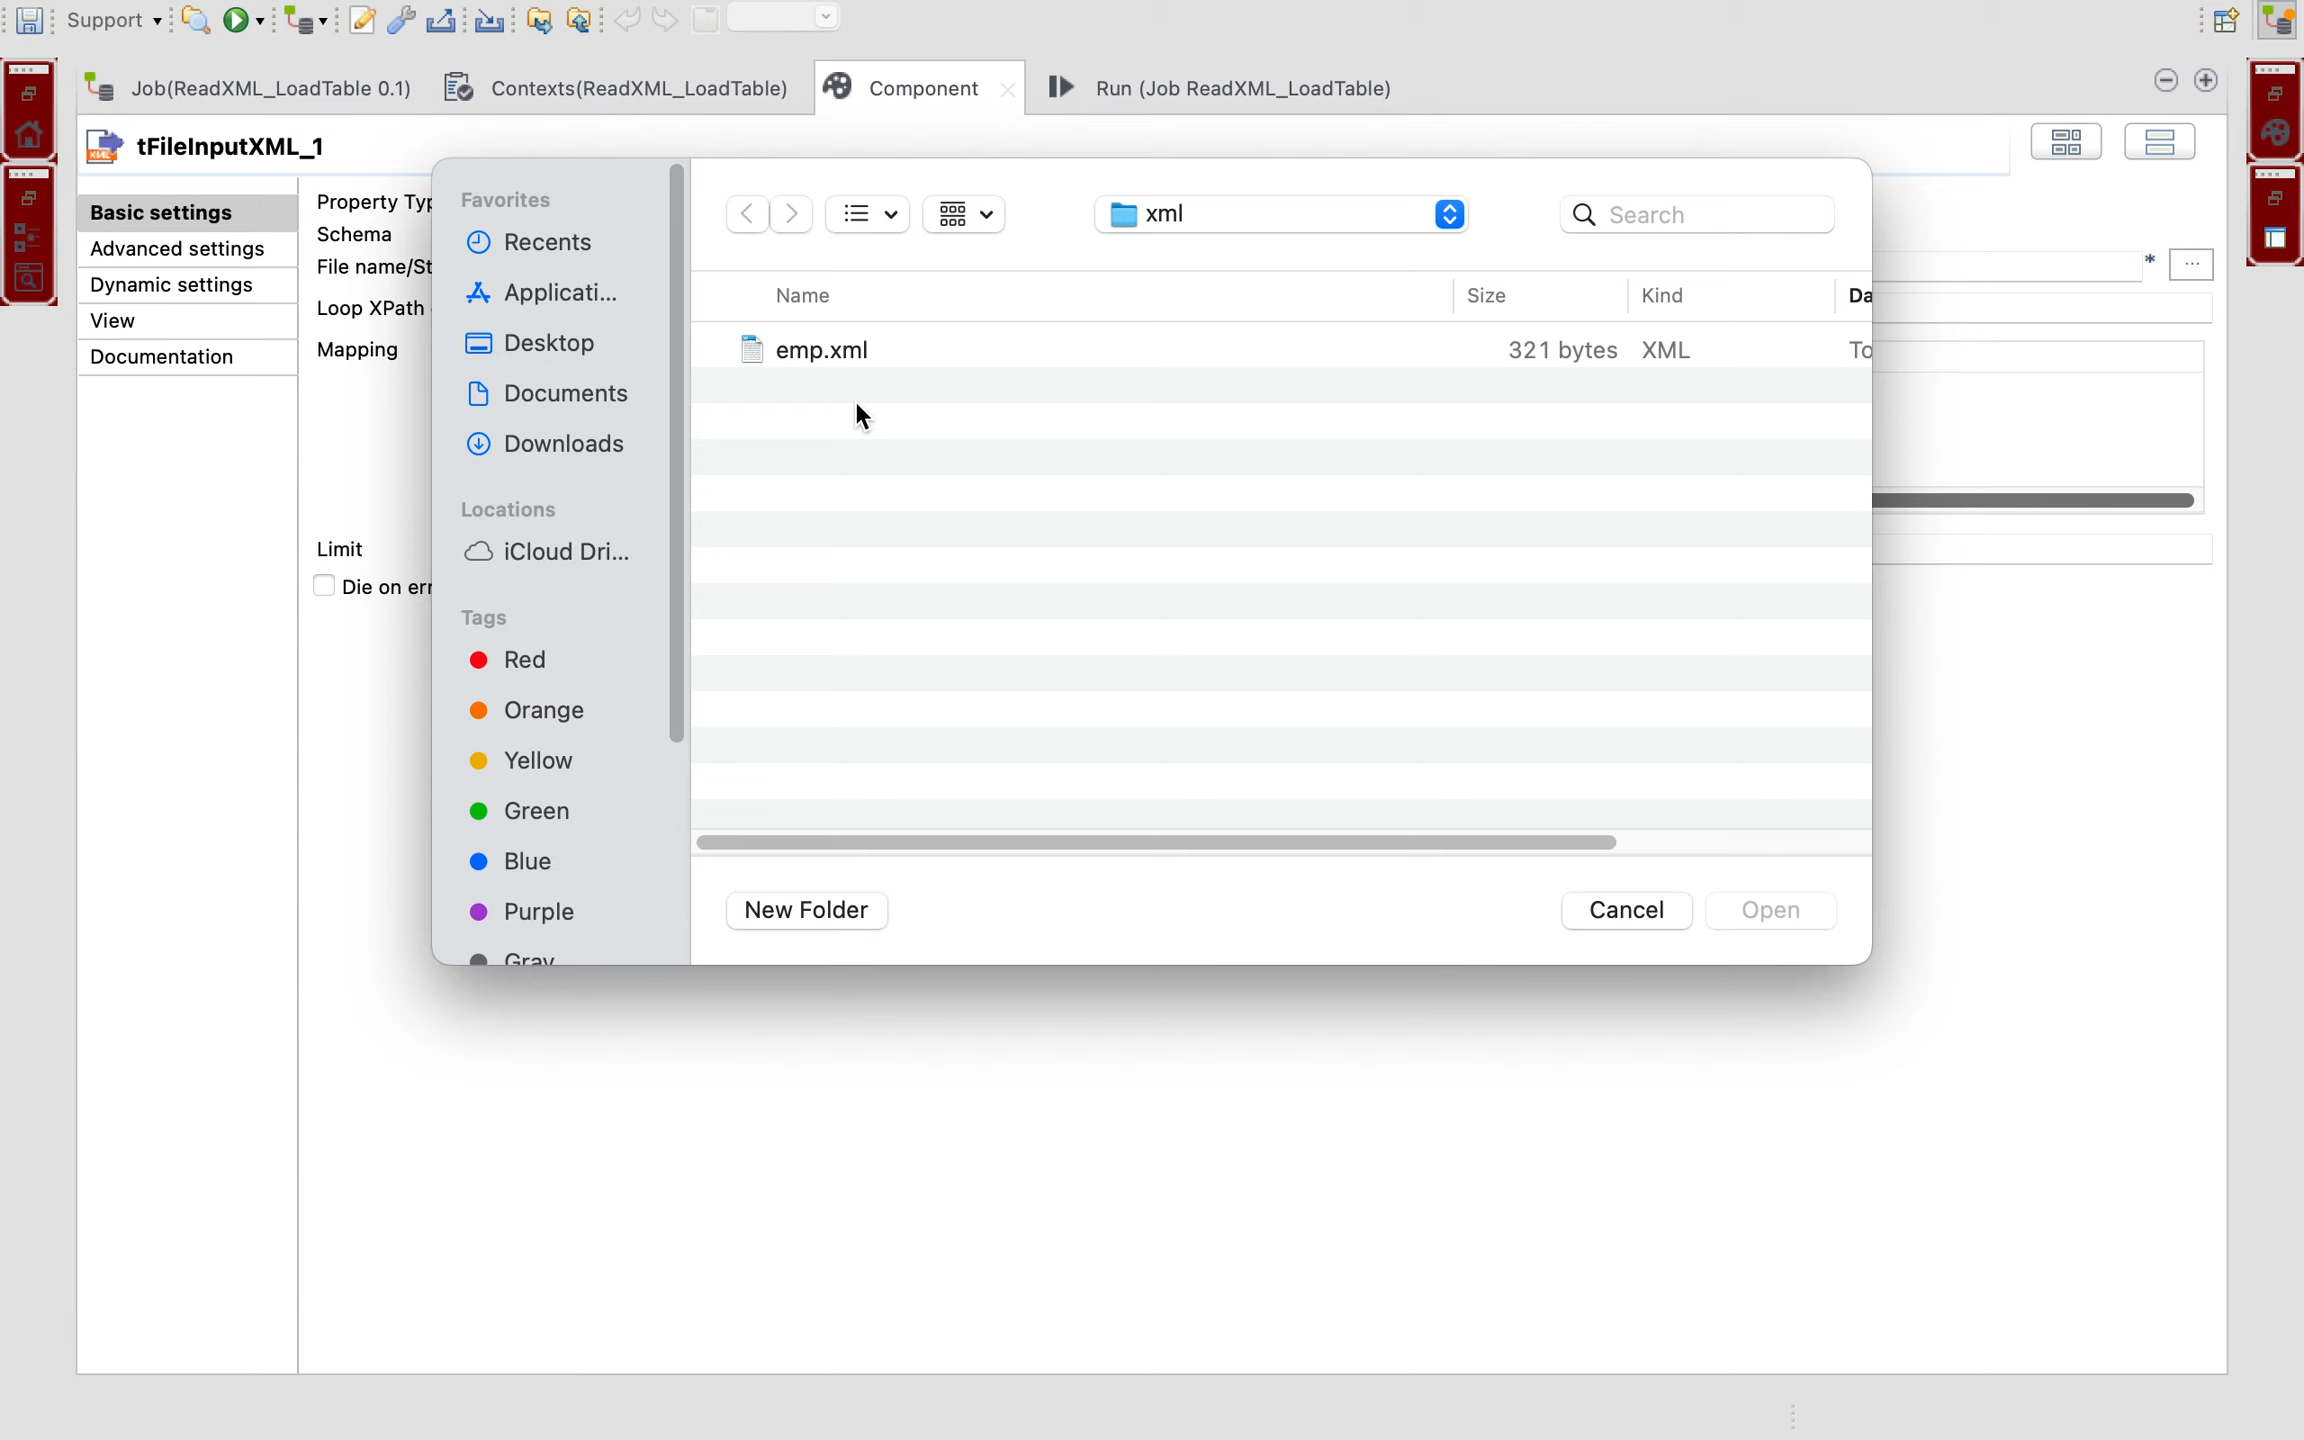 Support
Job(ReadXML_LoadTable 0.1)
Contexts(ReadXML_LoadTable)
Component
Run (Job ReadXML_LoadTable)
tFileInputXML_1
Basic settings
Advanced settings
Dynamic settings
View
Documentation
Property Typ
Schema
File name/St
Loop XPath
Mapping
Limit
Die on err
* ...
Favorites
Recents
Applicati...
Desktop
Documents
Downloads
Locations
iCloud Dri...
Tags
Red
Orange
Yellow
Green
Blue
Purple
Gray
xml
Search
Name Size Kind Da
emp.xml 321 bytes XML To
New Folder
Cancel
Open